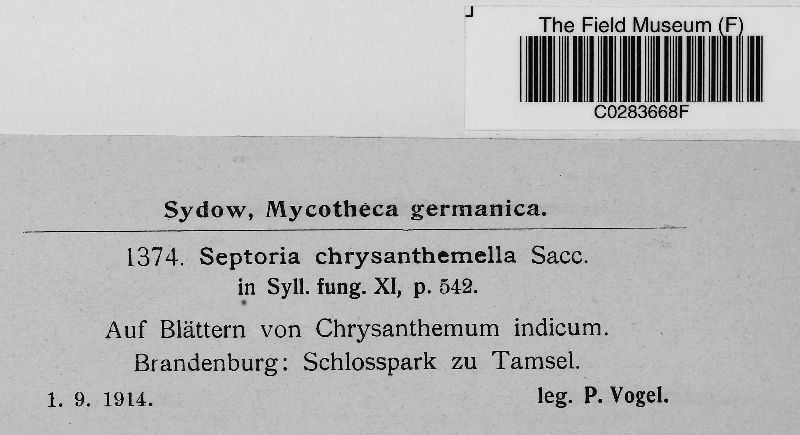 The Field Museum (F)
C0283668F
Sydow, Mycotheca germanica.
1374. Septoria chrysanthemella Sacc.
in Syll. fung. XI, p. 542.
Auf Blättern von Chrysanthemum indicum.
Brandenburg: Schlosspark zu Tamsel.
1. 9. 1914. leg. P. Vogel.